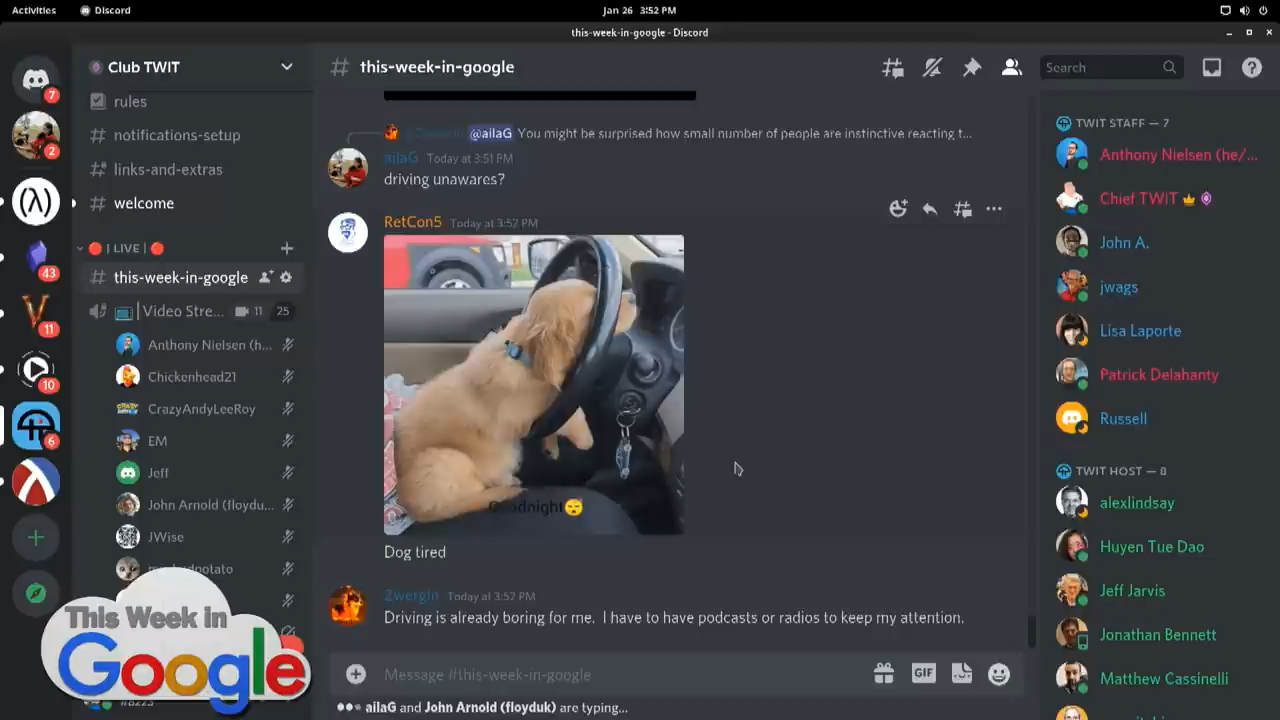 Activities
Discord
Jan 26 3:52 PM
this-week-in-google - Discord
7
2
43
11
10
6
Club TWIT
rules
notifications-setup
links-and-extras
welcome
| LIVE |
this-week-in-google
| Video Stre... 11 25
Anthony Nielsen (h...
Chickenhead21
CrazyAndyLeeRoy
EM
Jeff
John Arnold (floydu...
JWise
This Week in
Google
# this-week-in-google
Search
@ailaG You might be surprised how small number of people are instinctive reacting t...
ailaG Today at 3:51 PM
driving unawares?
RetCon5 Today at 3:52 PM
Goodnight😴
Dog tired
Zwergin Today at 3:52 PM
Driving is already boring for me. I have to have podcasts or radios to keep my attention.
Message #this-week-in-google
GIF
ailaG and John Arnold (floyduk) are typing...
TWIT STAFF — 7
Anthony Nielsen (he/...
Chief TWiT
John A.
jwags
Lisa Laporte
Patrick Delahanty
Russell
TWIT HOST — 8
alexlindsay
Huyen Tue Dao
Jeff Jarvis
Jonathan Bennett
Matthew Cassinelli